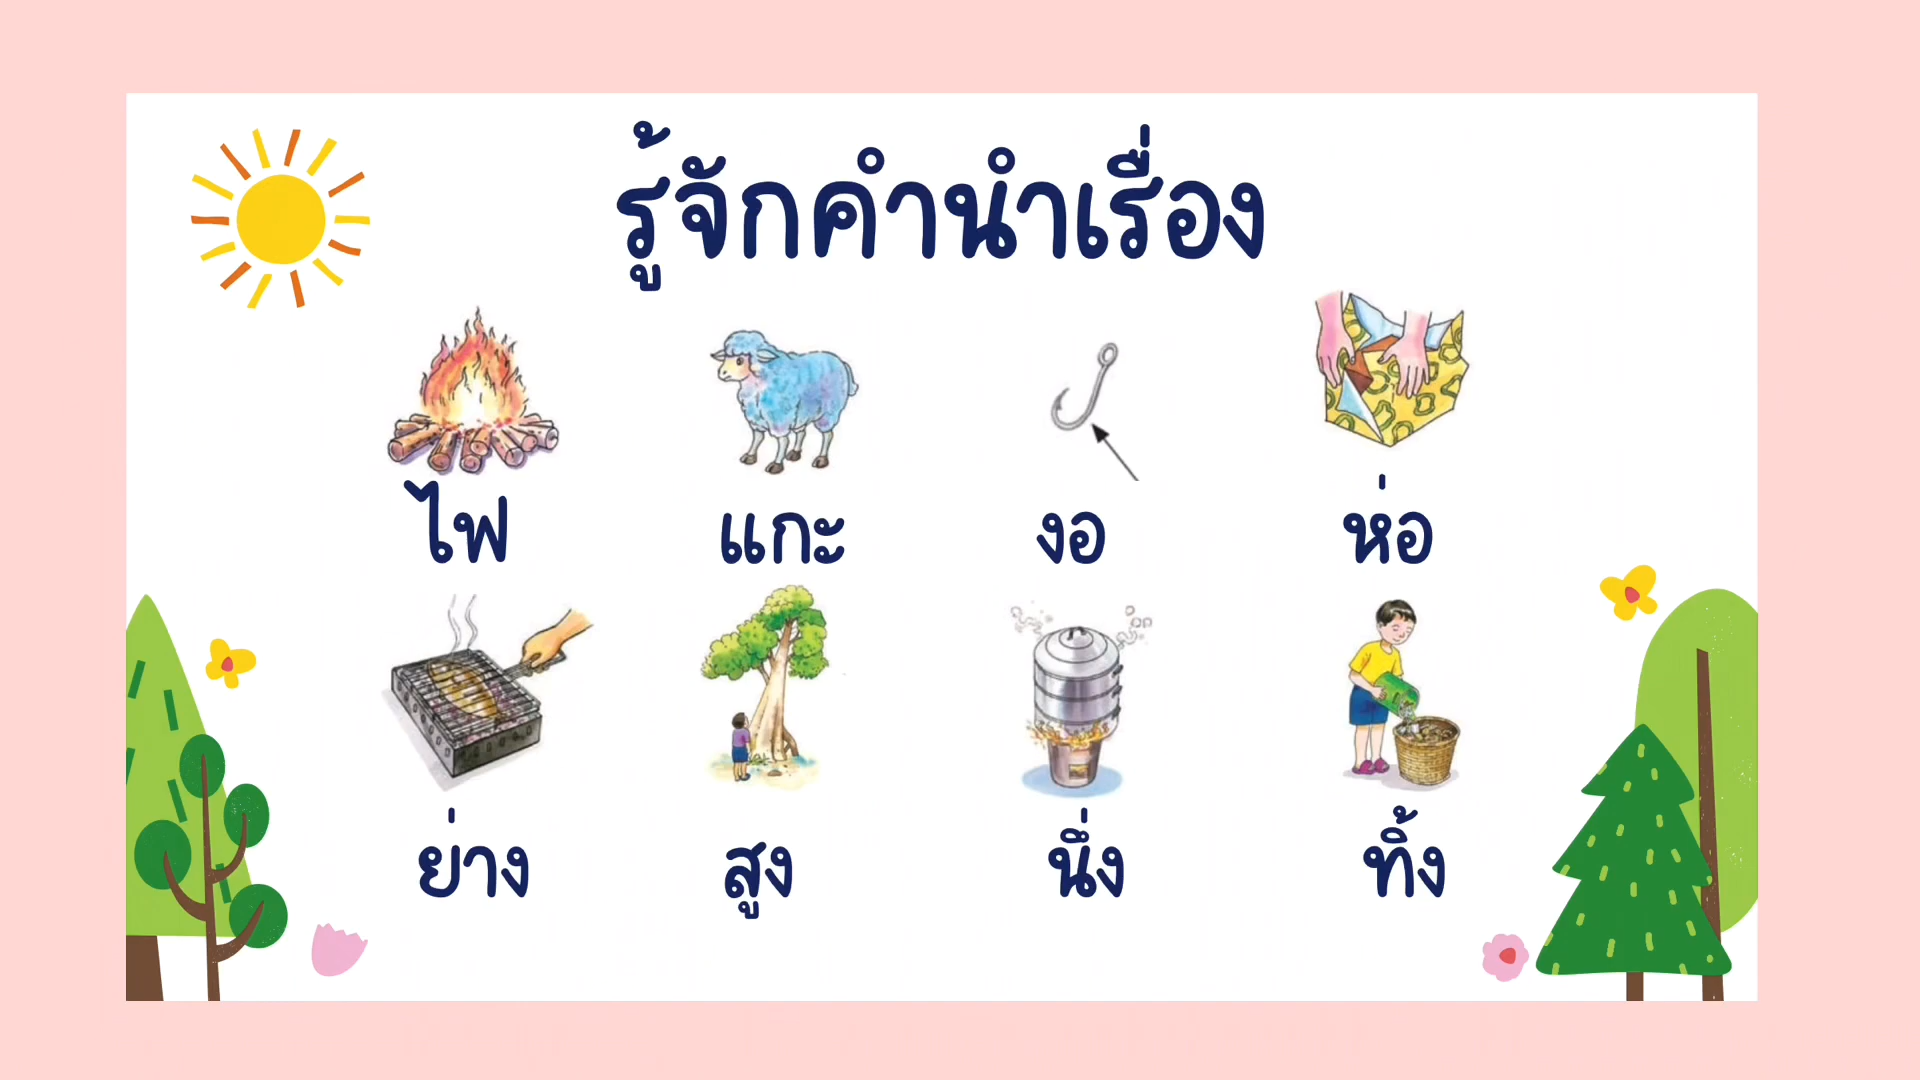 รู้จักคำนำเรื่อง
ไฟ แกะ งอ ห่อ
ย่าง สูง นึ่ง ทิ้ง